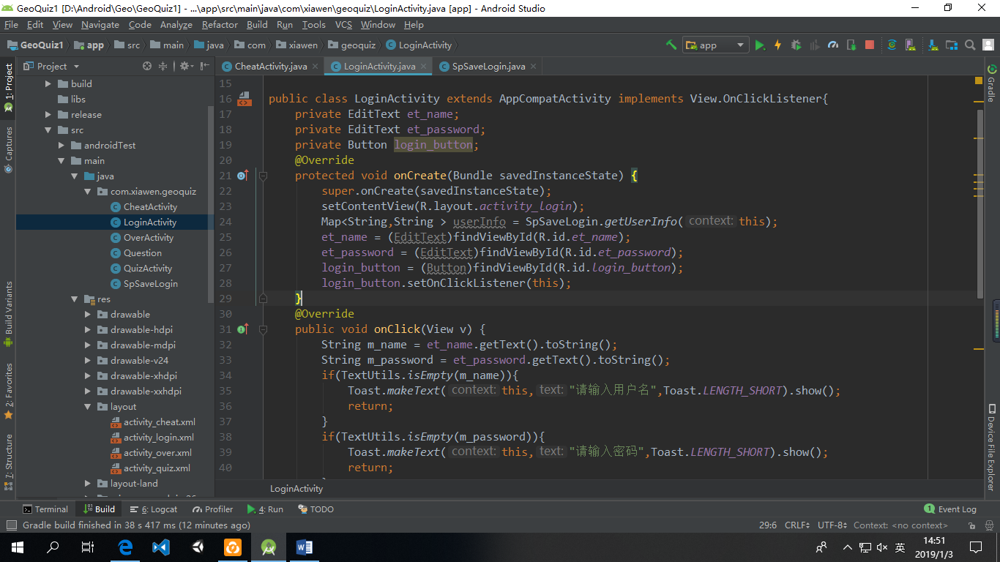 GeoQuiz1 [D:\Android\Geo\GeoQuiz1] - ...\app\src\main\java\com\xiawen\geoquiz\LoginActivity.java [app] - Android Studio
File Edit View Navigate Code Analyze Refactor Build Run Tools VCS Window Help
GeoQuiz1 app src main java com xiawen geoquiz LoginActivity app
Project CheatActivity.java LoginActivity.java SpSaveLogin.java
1: Project
Captures
Build Variants
2: Favorites
7: Structure
build
libs
release
src
androidTest
main
java
com.xiawen.geoquiz
CheatActivity
LoginActivity
OverActivity
Question
QuizActivity
SpSaveLogin
res
drawable
drawable-hdpi
drawable-mdpi
drawable-v24
drawable-xhdpi
drawable-xxhdpi
layout
activity_cheat.xml
activity_login.xml
activity_over.xml
activity_quiz.xml
layout-land
15
16 public class LoginActivity extends AppCompatActivity implements View.OnClickListener{
17 private EditText et_name;
18 private EditText et_password;
19 private Button login_button;
20 @Override
21 protected void onCreate(Bundle savedInstanceState) {
22 super.onCreate(savedInstanceState);
23 setContentView(R.layout.activity_login);
24 Map<String,String > userInfo = SpSaveLogin.getUserInfo( context: this);
25 et_name = (EditText)findViewById(R.id.et_name);
26 et_password = (EditText)findViewById(R.id.et_password);
27 login_button = (Button)findViewById(R.id.login_button);
28 login_button.setOnClickListener(this);
29 }
30 @Override
31 public void onClick(View v) {
32 String m_name = et_name.getText().toString();
33 String m_password = et_password.getText().toString();
34 if(TextUtils.isEmpty(m_name)){
35 Toast.makeText( context: this, text: "请输入用户名",Toast.LENGTH_SHORT).show();
36 return;
37 }
38 if(TextUtils.isEmpty(m_password)){
39 Toast.makeText( context: this, text: "请输入密码",Toast.LENGTH_SHORT).show();
40 return;
LoginActivity
Gradle
Device File Explorer
Terminal Build 6: Logcat Profiler 4: Run TODO 1 Event Log
Gradle build finished in 38 s 417 ms (12 minutes ago) 29:6 CRLF UTF-8 Context: <no context>
英
14:51
2019/1/3